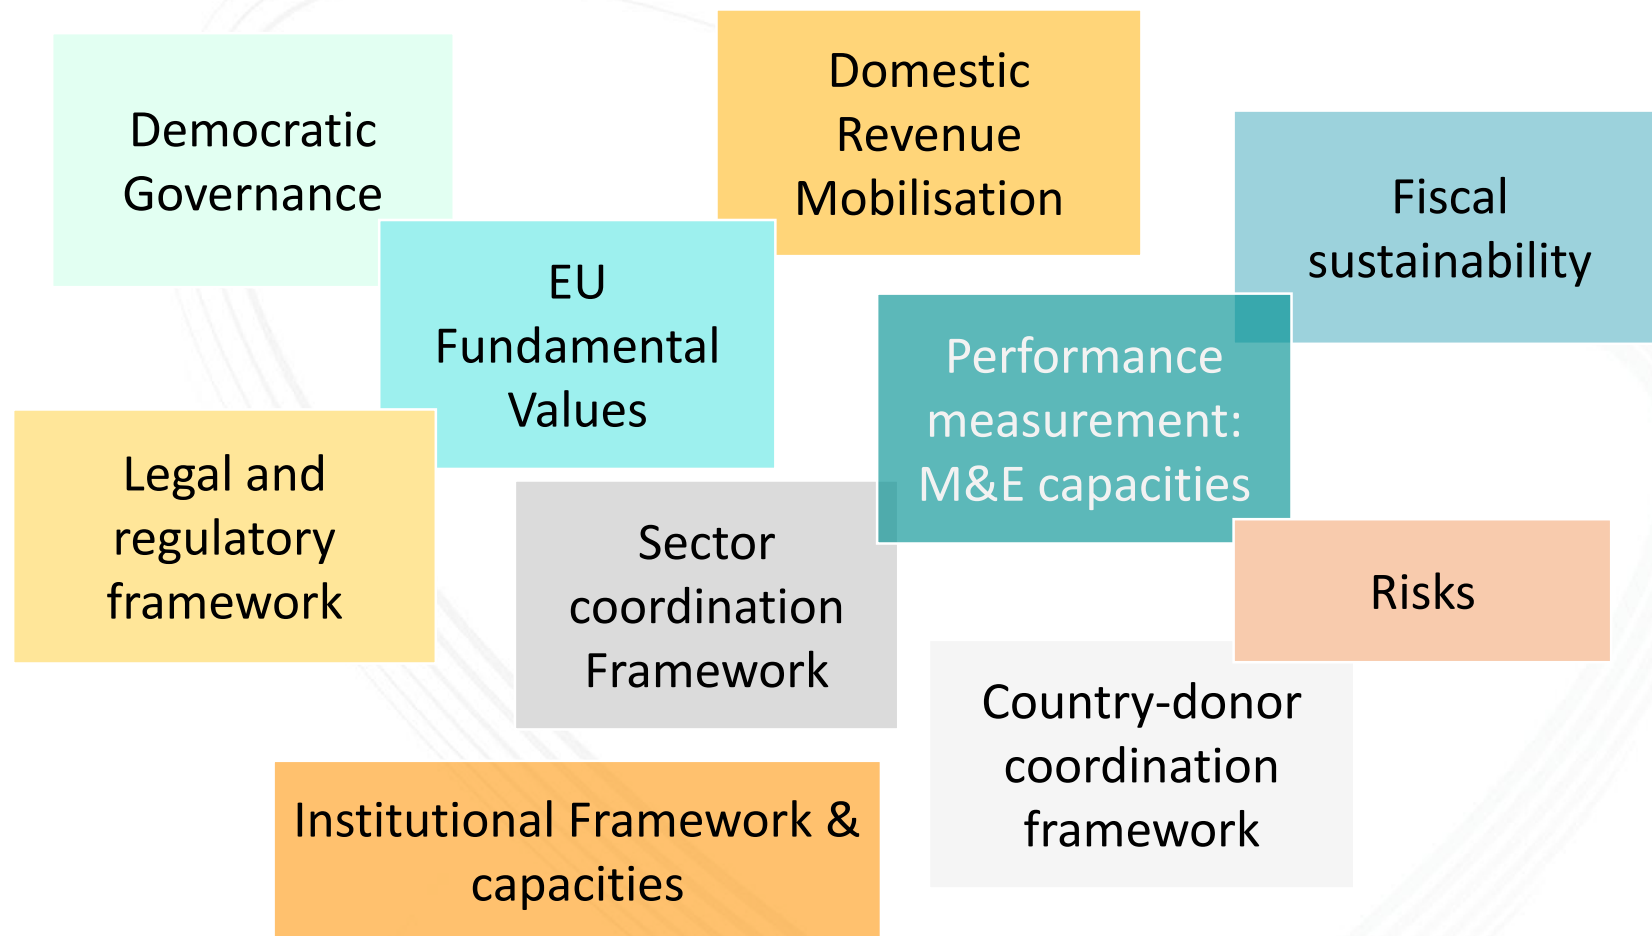 Democratic
Governance
Domestic
Revenue
Mobilisation
Fiscal
sustainability
EU
Fundamental
Values
Performance
measurement:
M&E capacities
Legal and
regulatory
framework
Sector
coordination
Framework
Risks
Country-donor
coordination
framework
Institutional Framework &
capacities